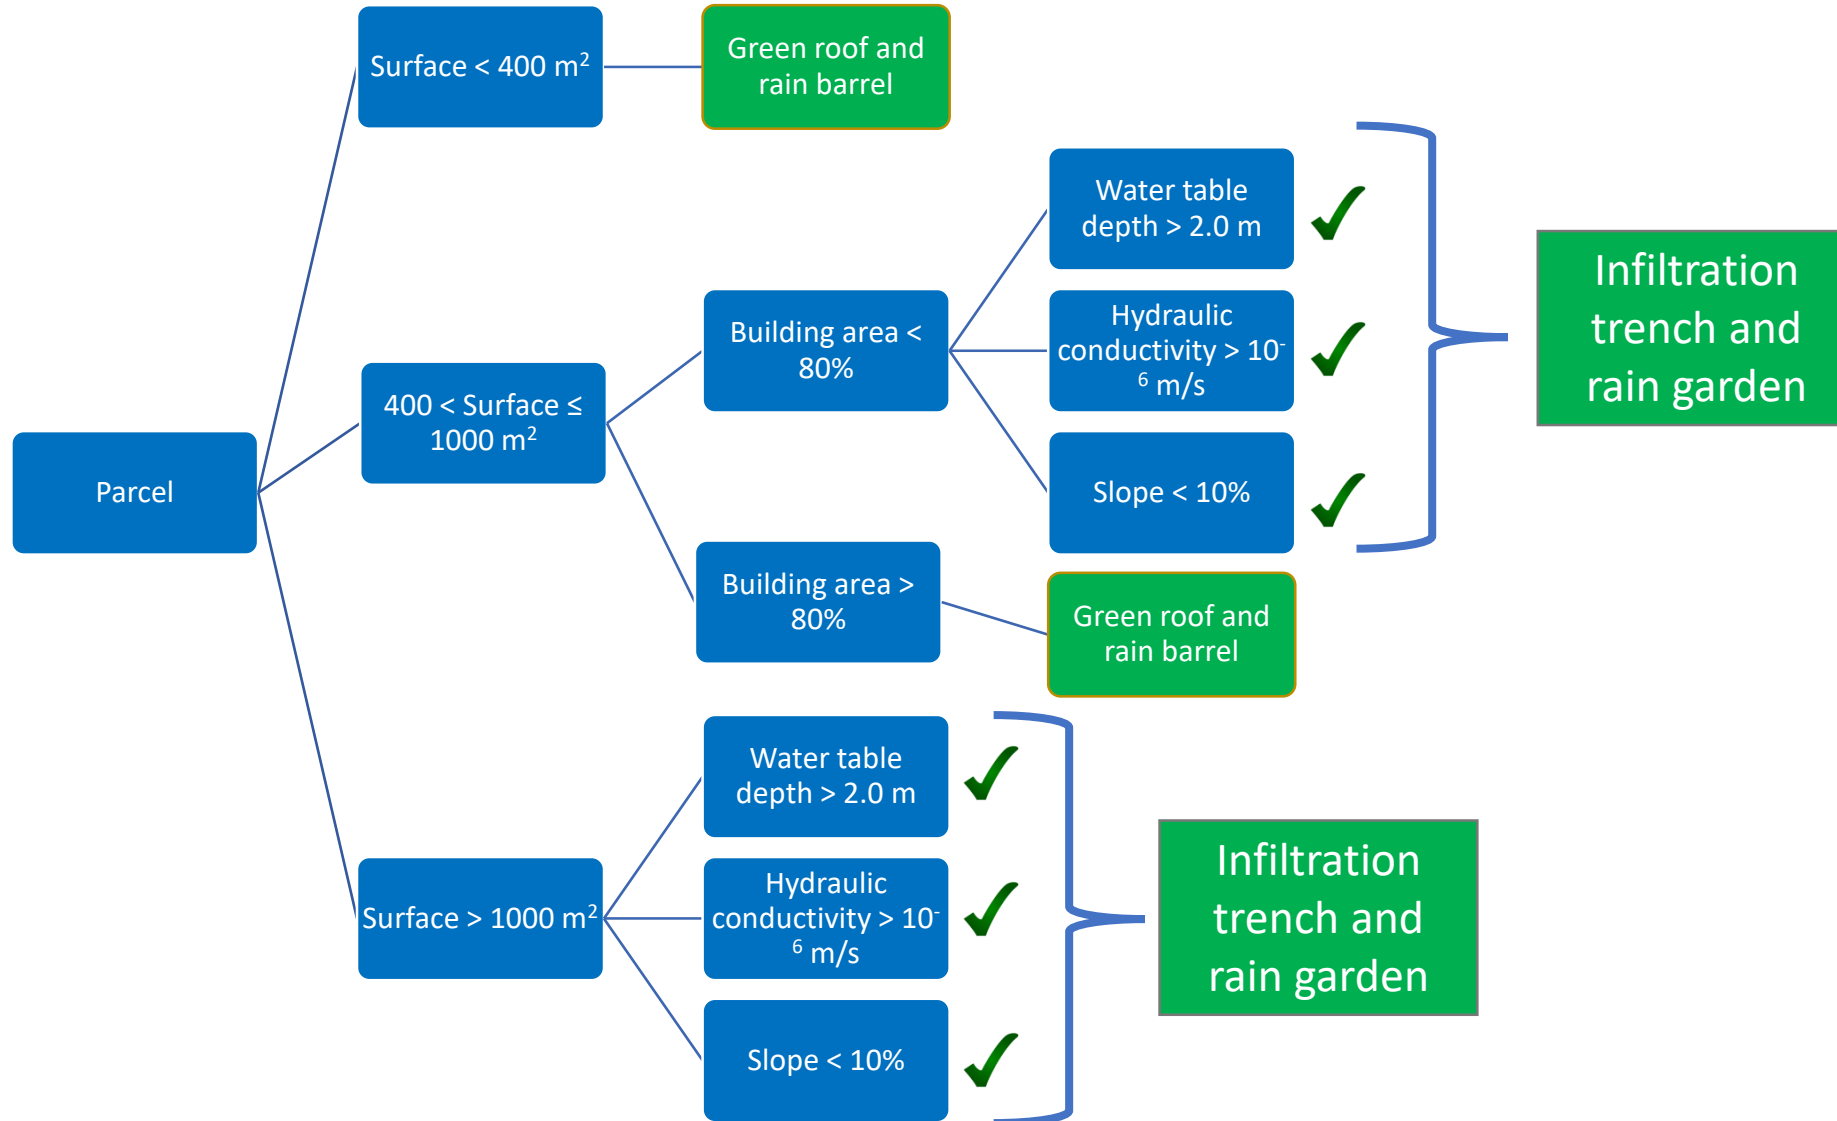 Surface < 400 m²
Green roof and
rain barrel
Water table
depth > 2.0 m
Hydraulic
conductivity > 10⁻
⁶ m/s
Slope < 10%
Building area <
80%
Infiltration
trench and
rain garden
400 < Surface ≤
1000 m²
Parcel
Building area >
80%
Green roof and
rain barrel
Water table
depth > 2.0 m
Surface > 1000 m²
Hydraulic
conductivity > 10⁻
⁶ m/s
Slope < 10%
Infiltration
trench and
rain garden